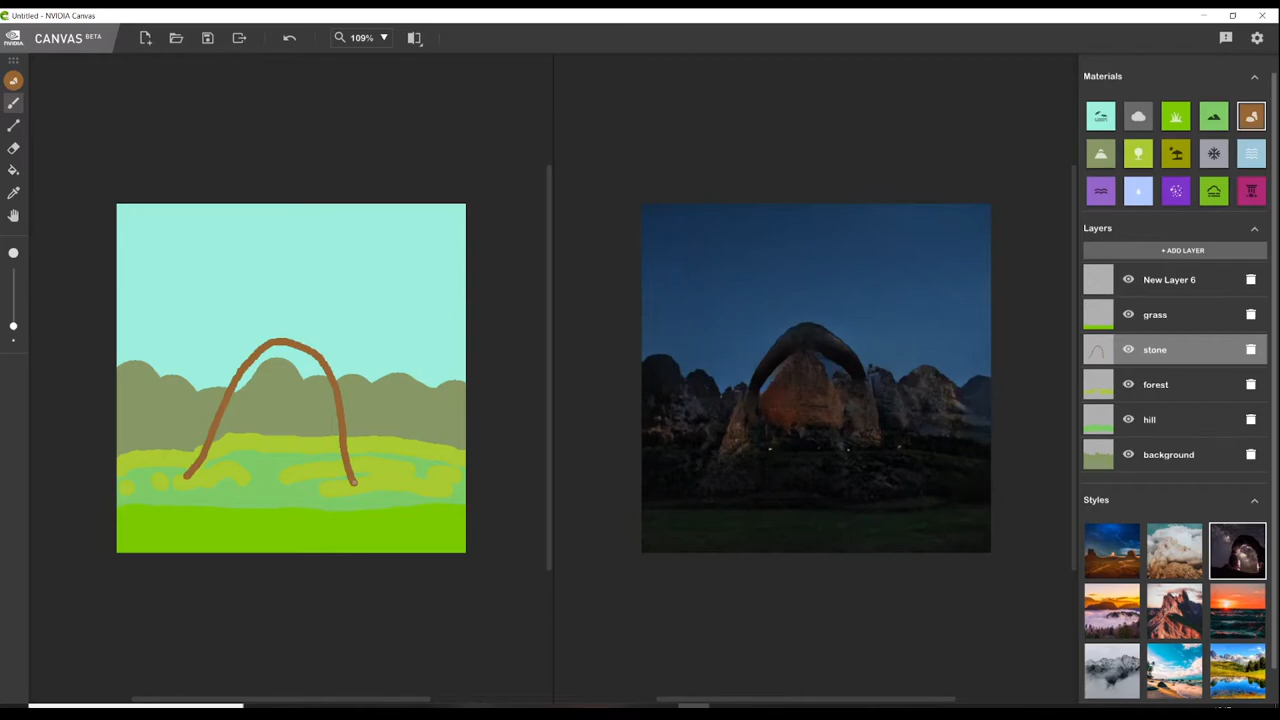 Untitled - NVIDIA Canvas
NVIDIA
CANVAS BETA
109%
Materials
Layers
+ ADD LAYER
New Layer 6
grass
stone
forest
hill
background
Styles